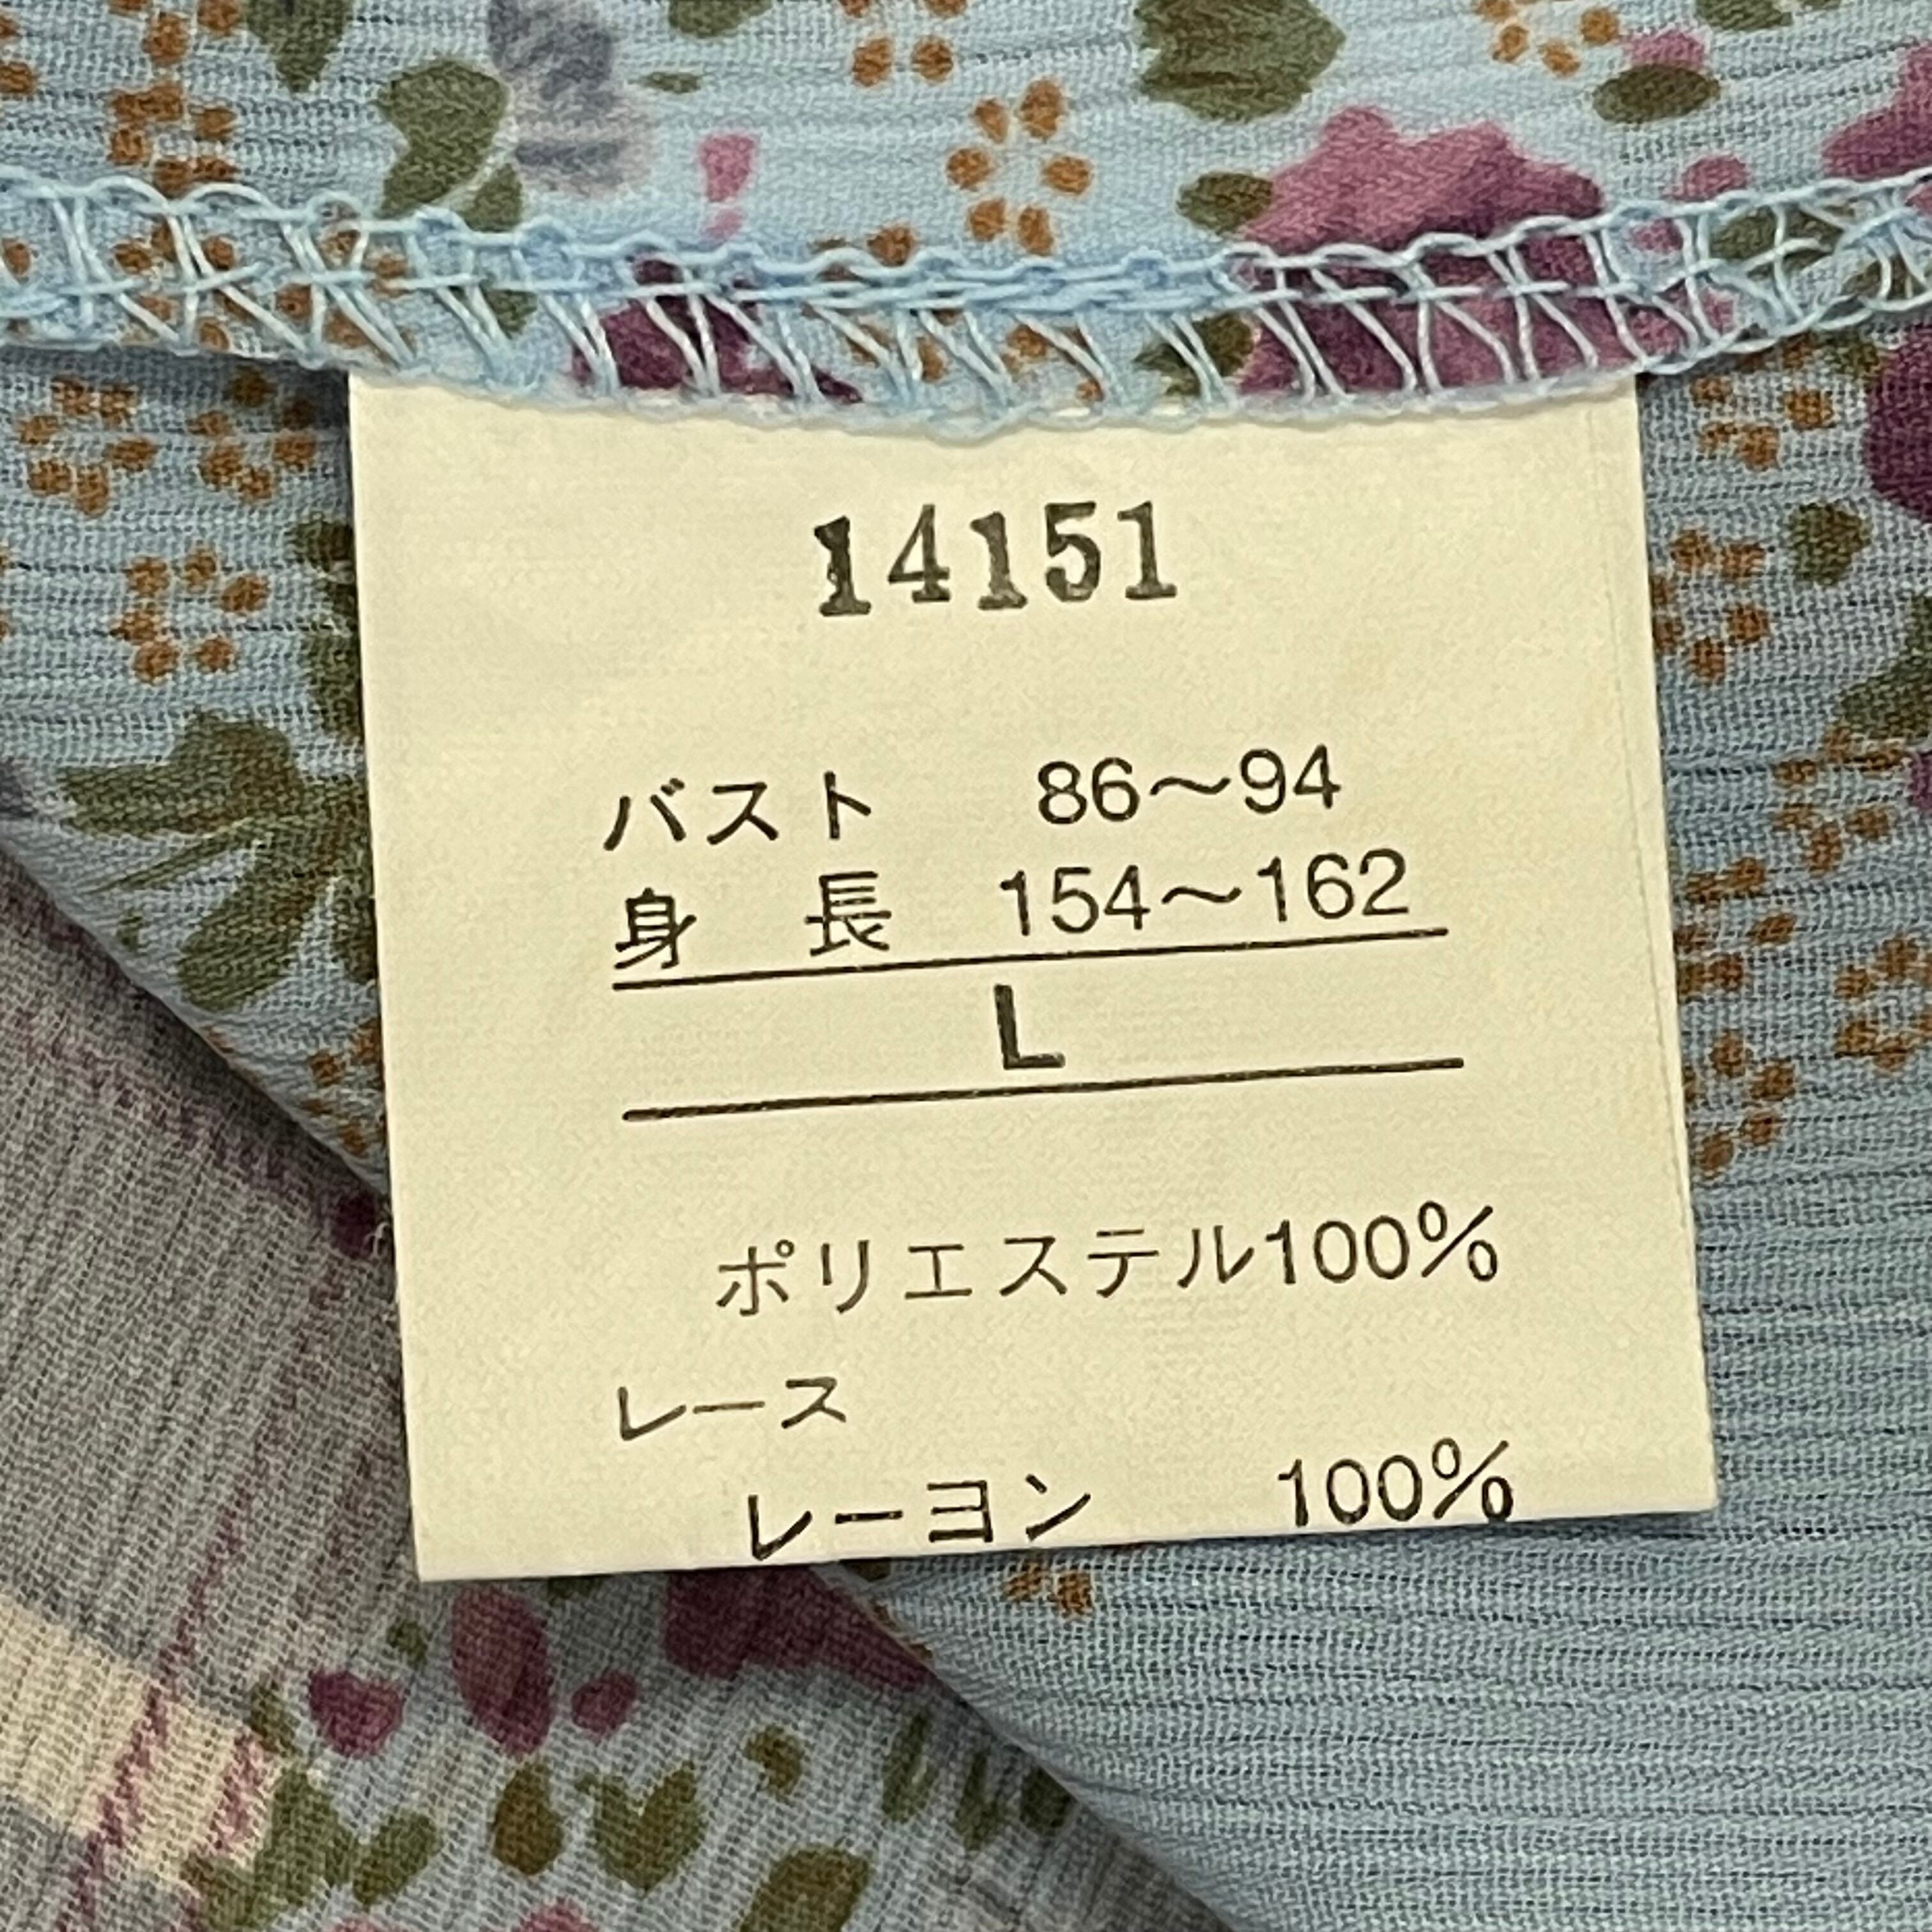 14151
バスト 86〜94
身 長 154〜162
L
ポリエステル100%
レース
レーヨン 100%